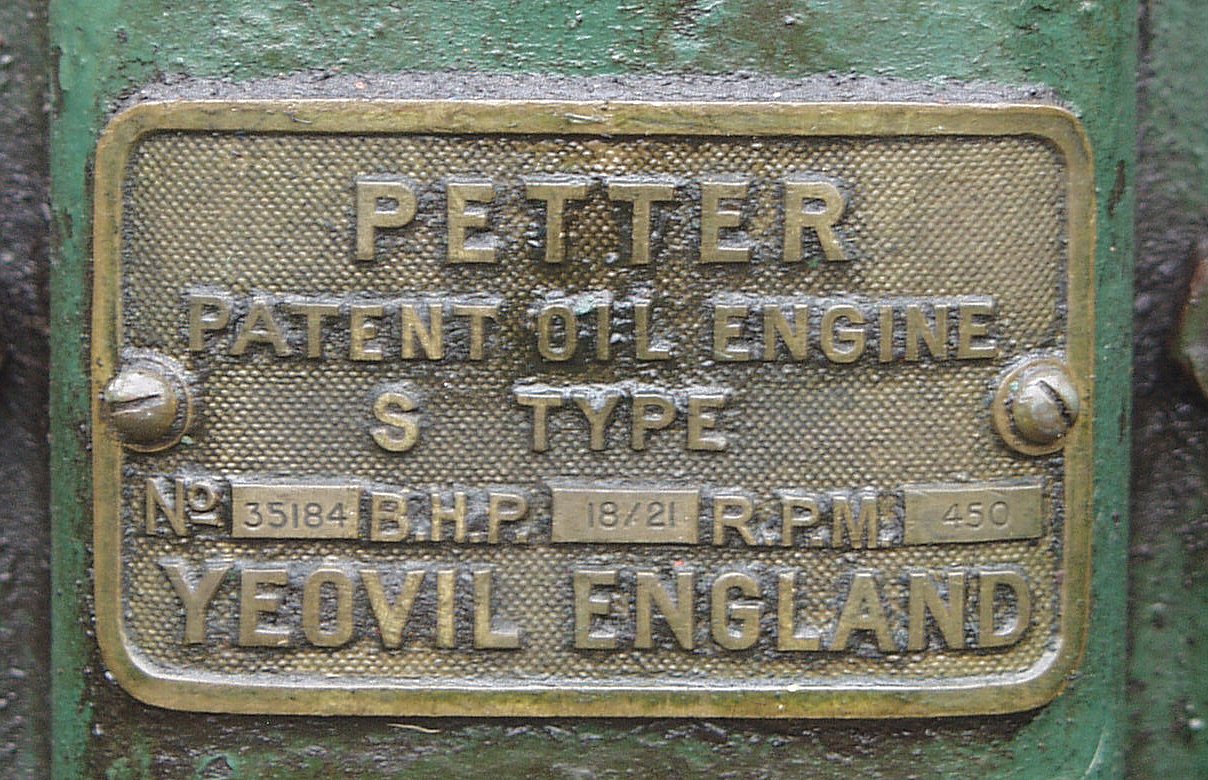 PETTER
PATENT OIL ENGINE
S TYPE
Nº 35184 B.H.P. 18/21 R.P.M. 450
YEOVIL ENGLAND